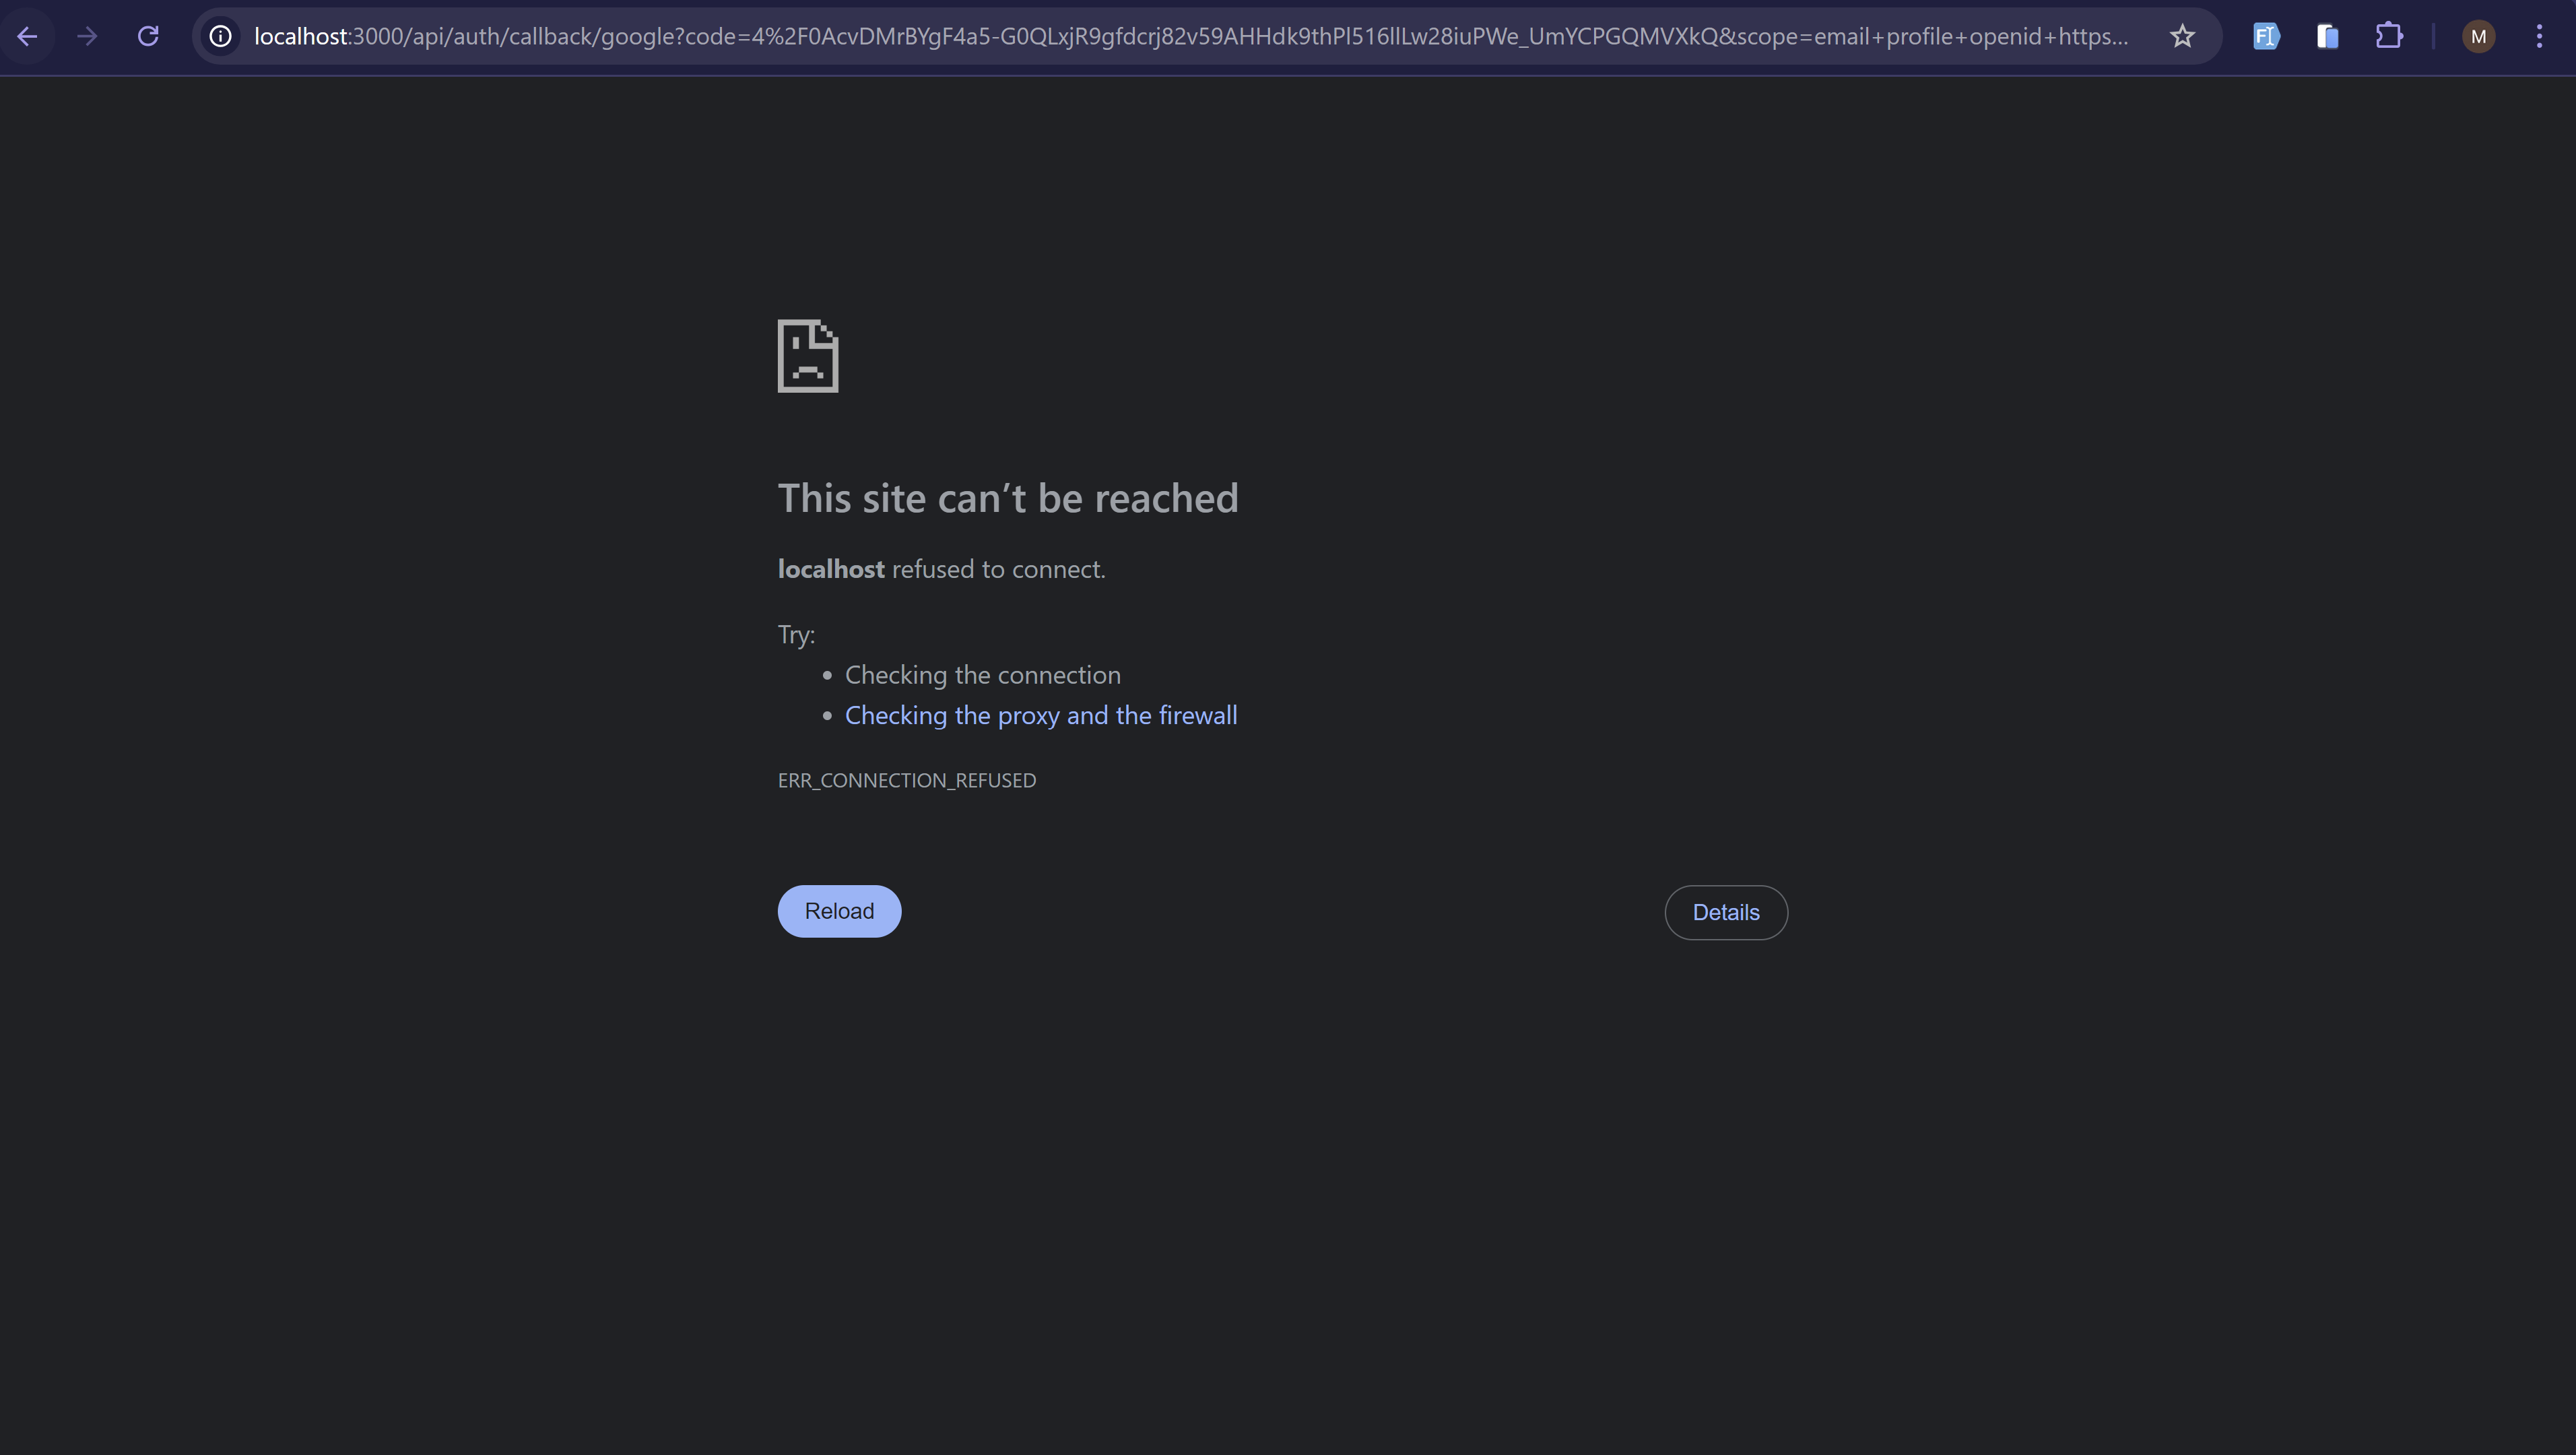 localhost:3000/api/auth/callback/google?code=4%2F0AcvDMrBYgF4a5-G0QLxjR9gfdcrj82v59AHHdk9thPl516llLw28iuPWe_UmYCPGQMVXkQ&scope=email+profile+openid+https...
M
This site can’t be reached
localhost refused to connect.
Try:
• Checking the connection
• Checking the proxy and the firewall
ERR_CONNECTION_REFUSED
Reload
Details